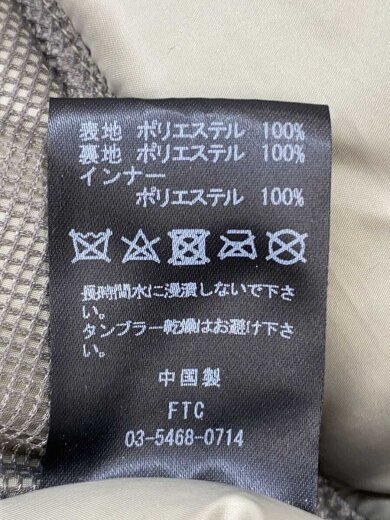 表地 ポリエステル 100%
裏地 ポリエステル 100%
インナー
ポリエステル 100%
長時間水に浸漬しないで下さ
い。
タンブラー乾燥はお避け下さ
い。
中国製
FTC
03-5468-0714